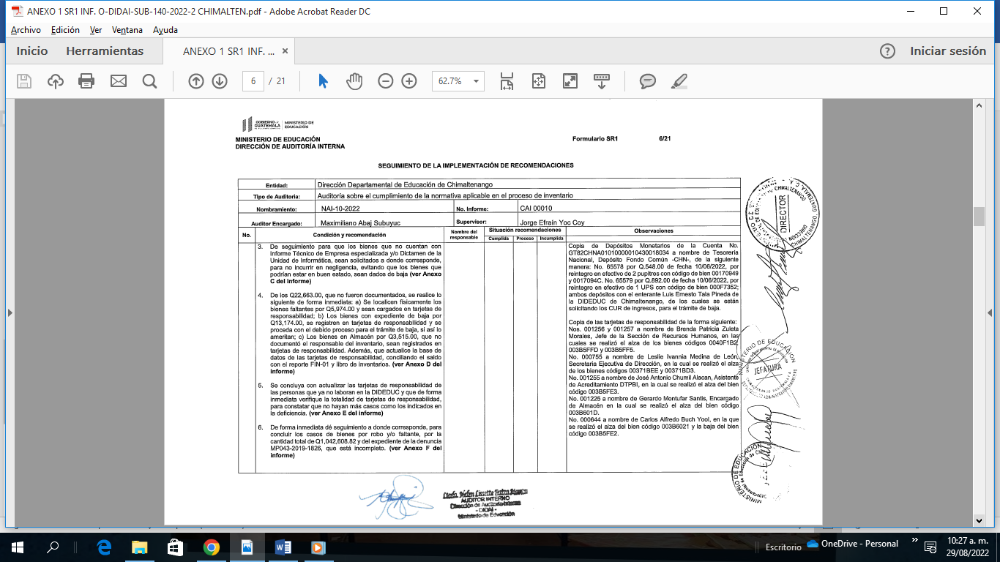 ANEXO 1 SR1 INF. O-DIDAI-SUB-140-2022-2 CHIMALTEN.pdf - Adobe Acrobat Reader DC
Archivo Edición Ver Ventana Ayuda
Inicio Herramientas ANEXO 1 SR1 INF. ... × Iniciar sesión
6 / 21 62.7%
GOBIERNO de GUATEMALA MINISTERIO DE EDUCACIÓN
MINISTERIO DE EDUCACIÓN
DIRECCIÓN DE AUDITORÍA INTERNA
Formulario SR1 6/21
SEGUIMIENTO DE LA IMPLEMENTACIÓN DE RECOMENDACIONES
Entidad: Dirección Departamental de Educación de Chimaltenango
Tipo de Auditoria: Auditoría sobre el cumplimiento de la normativa aplicable en el proceso de inventario
Nombramiento: NAI-10-2022 No. Informe: CAI 00010
Auditor Encargado: Maximiliano Abaj Subuyuc Supervisor: Jorge Efraín Yoc Coy
No. Condición y recomendación Nombre del responsable Situación recomendaciones Observaciones
Cumplida Proceso Incumplida
3. De seguimiento para que los bienes que no cuentan con
Informe Técnico de Empresa especializada y/o Dictamen de la
Unidad de Informática, sean solicitados a donde corresponde,
para no incurrir en negligencia, evitando que los bienes que
podrían estar en buen estado, sean dados de baja (ver Anexo
C del informe)
4. De los Q22,663.00, que no fueron documentados, se realice lo
siguiente de forma inmediata: a) Se localicen físicamente los
bienes faltantes por Q5,974.00 y sean cargados en tarjetas de
responsabilidad; b) Los bienes con expediente de baja por
Q13,174.00, se registren en tarjetas de responsabilidad y se
proceda con el debido proceso para el trámite de baja, si así lo
ameritan; c) Los bienes en Almacén por Q3,515.00, que no
documentó el responsable del inventario, sean registrados en
tarjetas de responsabilidad. Además, que actualice la base de
datos de las tarjetas de responsabilidad, conciliando el saldo
con el reporte FIN-01 y libro de inventarios. (ver Anexo D del
informe)
5. Se concluya con actualizar las tarjetas de responsabilidad de
las personas que ya no laboran en la DIDEDUC y que de forma
inmediata verifique la totalidad de tarjetas de responsabilidad,
para constatar que no hayan más casos como los indicados en
la deficiencia. (ver Anexo E del informe)
6. De forma inmediata dé seguimiento a donde corresponde, para
concluir los casos de bienes por robo y/o faltante, por la
cantidad total de Q1,042,608.82 y del expediente de la denuncia
MP043-2019-1826, que está incompleto. (ver Anexo F del
informe)
Copia de Depósitos Monetarios de la Cuenta No.
GT82CHNA01010000010430018034 a nombre de Tesorería
Nacional, Depósito Fondo Común -CHN-, de la siguiente
manera: No. 65578 por Q.548.00 de fecha 10/06/2022, por
reintegro en efectivo de 2 pupitres con código de bien 00170949
y 0017094C. No. 65579 por Q.892.00 de fecha 10/06/2022, por
reintegro en efectivo de 1 UPS con código de bien 000F7352;
ambos depósitos con el enterante Luis Ernesto Tala Pineda de
la DIDEDUC de Chimaltenango, de los cuales se están
solicitando los CUR de ingresos, para el trámite de baja.
Copia de las tarjetas de responsabilidad de la forma siguiente:
Nos. 001256 y 001257 a nombre de Brenda Patricia Zuleta
Morales, Jefe de la Sección de Recursos Humanos, en las
cuales se realizó el alza de los bienes códigos 0040F1B2,
003B5FFD y 003B5FF5.
No. 000755 a nombre de Leslie Ivannia Medina de León,
Secretaria Ejecutiva de Dirección, en la cual se realizó el alza
de los bienes códigos 00371BEE y 00371BD3.
No. 001255 a nombre de José Antonio Chumil Alacan, Asistente
de Acreditamiento DTPBI, en la cual se realizó el alza del bien
código 003B5FE3.
No. 001225 a nombre de Gerardo Montufar Santis, Encargado
de Almacén en la cual se realizó el alza del bien código
003B601D.
No. 000644 a nombre de Carlos Alfredo Buch Yool, en la que
se realizó el alza del bien código 003B6021 y la baja del bien
código 003B5FE2.
DIRECTOR
CHIMALTENANGO
MINISTERIO DE EDUCACIÓN
JEFATURA
MINISTERIO DE EDUCACIÓN
AUDITOR INTERNO
Dirección de Auditoría Interna
- DIDAI -
Ministerio de Educación
Escritorio OneDrive - Personal 10:27 a. m.
29/08/2022